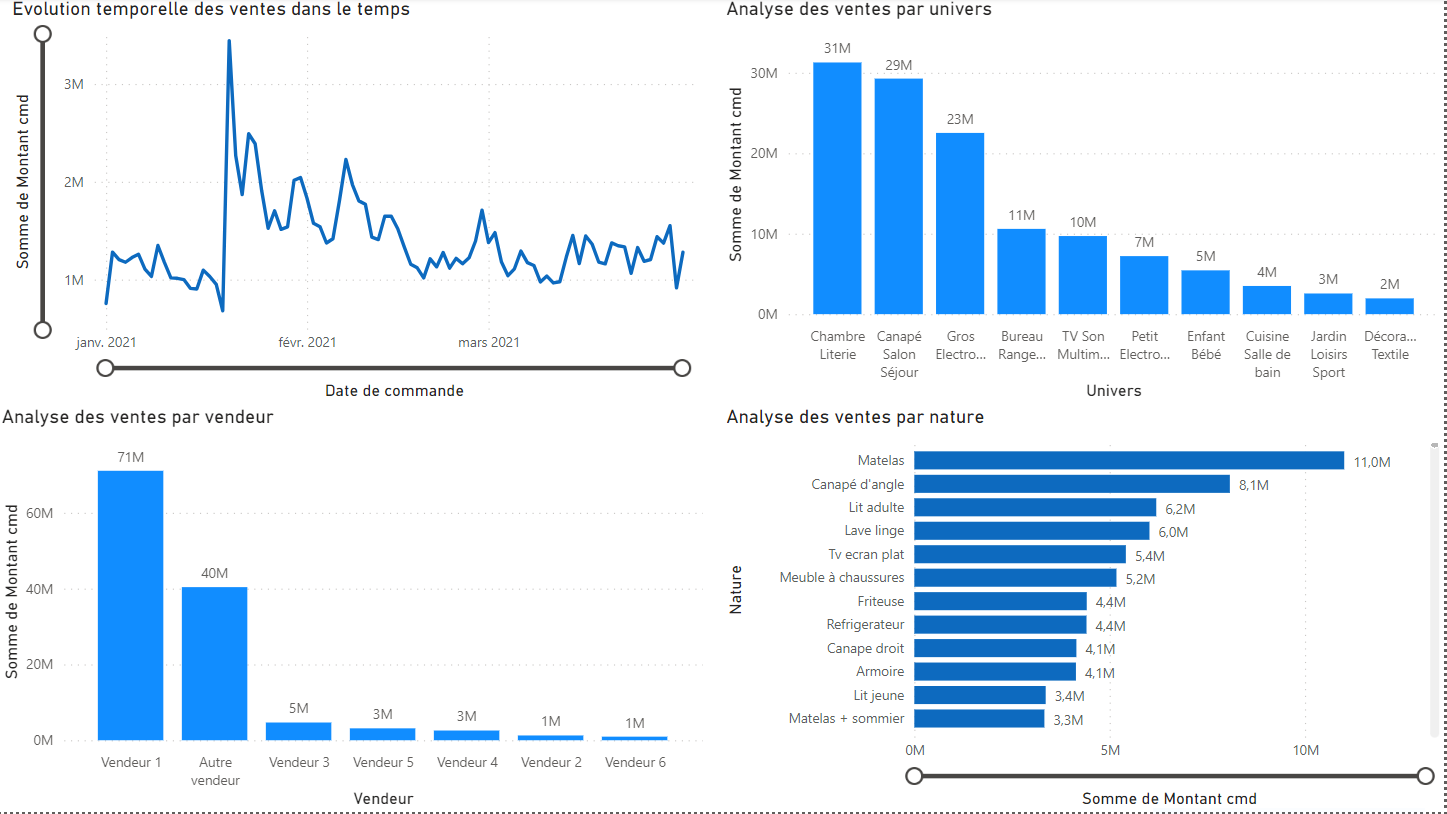 Evolution temporelle des ventes dans le temps
Somme de Montant cmd
3M
2M
1M
janv. 2021
févr. 2021
mars 2021
Date de commande
Analyse des ventes par univers
Somme de Montant cmd
30M
20M
10M
0M
31M
29M
23M
11M
10M
7M
5M
4M
3M
2M
Chambre Literie
Canapé Salon Séjour
Gros Electro...
Bureau Range...
TV Son Multim...
Petit Electro...
Enfant Bébé
Cuisine Salle de bain
Jardin Loisirs Sport
Décora... Textile
Univers
Analyse des ventes par vendeur
Somme de Montant cmd
60M
40M
20M
0M
71M
40M
5M
3M
3M
1M
1M
Vendeur 1
Autre vendeur
Vendeur 3
Vendeur 5
Vendeur 4
Vendeur 2
Vendeur 6
Vendeur
Analyse des ventes par nature
Nature
Matelas 11,0M
Canapé d'angle 8,1M
Lit adulte 6,2M
Lave linge 6,0M
Tv ecran plat 5,4M
Meuble à chaussures 5,2M
Friteuse 4,4M
Refrigerateur 4,4M
Canape droit 4,1M
Armoire 4,1M
Lit jeune 3,4M
Matelas + sommier 3,3M
0M 5M 10M
Somme de Montant cmd